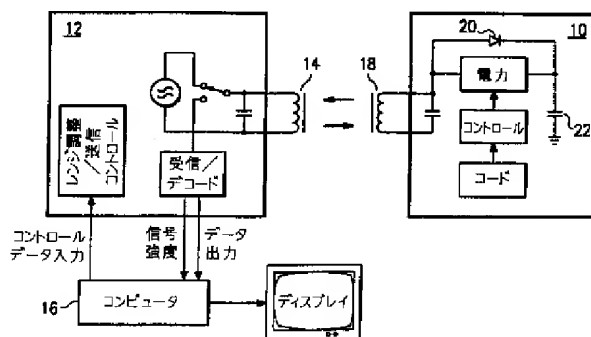 12
レンジ調整
/送信
コントロール
受信/
デコード
14
18
20
10
電力
コントロール
コード
22
コントロール
データ入力
信号
強度
データ
出力
16
コンピュータ
ディスプレイ